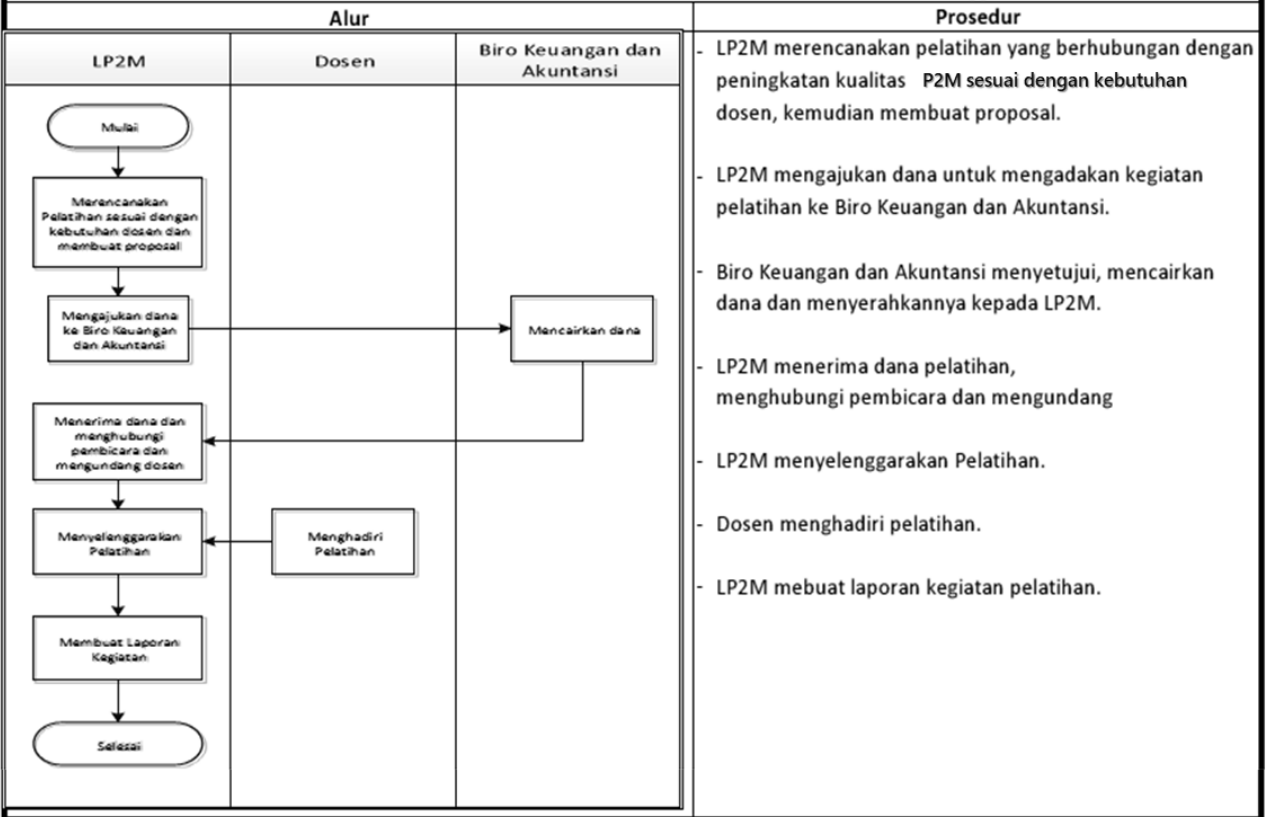 Alur
Prosedur
LP2M
Dosen
Biro Keuangan dan
Akuntansi
Mulai
Merencanakan
Pelatihan sesuai dengan
kebutuhan dosen dan
membuat proposal
Mengajukan dana
ke Biro Keuangan
dan Akuntansi
Mencairkan dana
Menerima dana dan
menghubungi
pembicara dan
mengundang dosen
Menyelenggarakan
Pelatihan
Menghadiri
Pelatihan
Membuat Laporan
Kegiatan
Selesai
- LP2M merencanakan pelatihan yang berhubungan dengan
peningkatan kualitas P2M sesuai dengan kebutuhan
dosen, kemudian membuat proposal.
- LP2M mengajukan dana untuk mengadakan kegiatan
pelatihan ke Biro Keuangan dan Akuntansi.
- Biro Keuangan dan Akuntansi menyetujui, mencairkan
dana dan menyerahkannya kepada LP2M.
- LP2M menerima dana pelatihan,
menghubungi pembicara dan mengundang
- LP2M menyelenggarakan Pelatihan.
- Dosen menghadiri pelatihan.
- LP2M mebuat laporan kegiatan pelatihan.